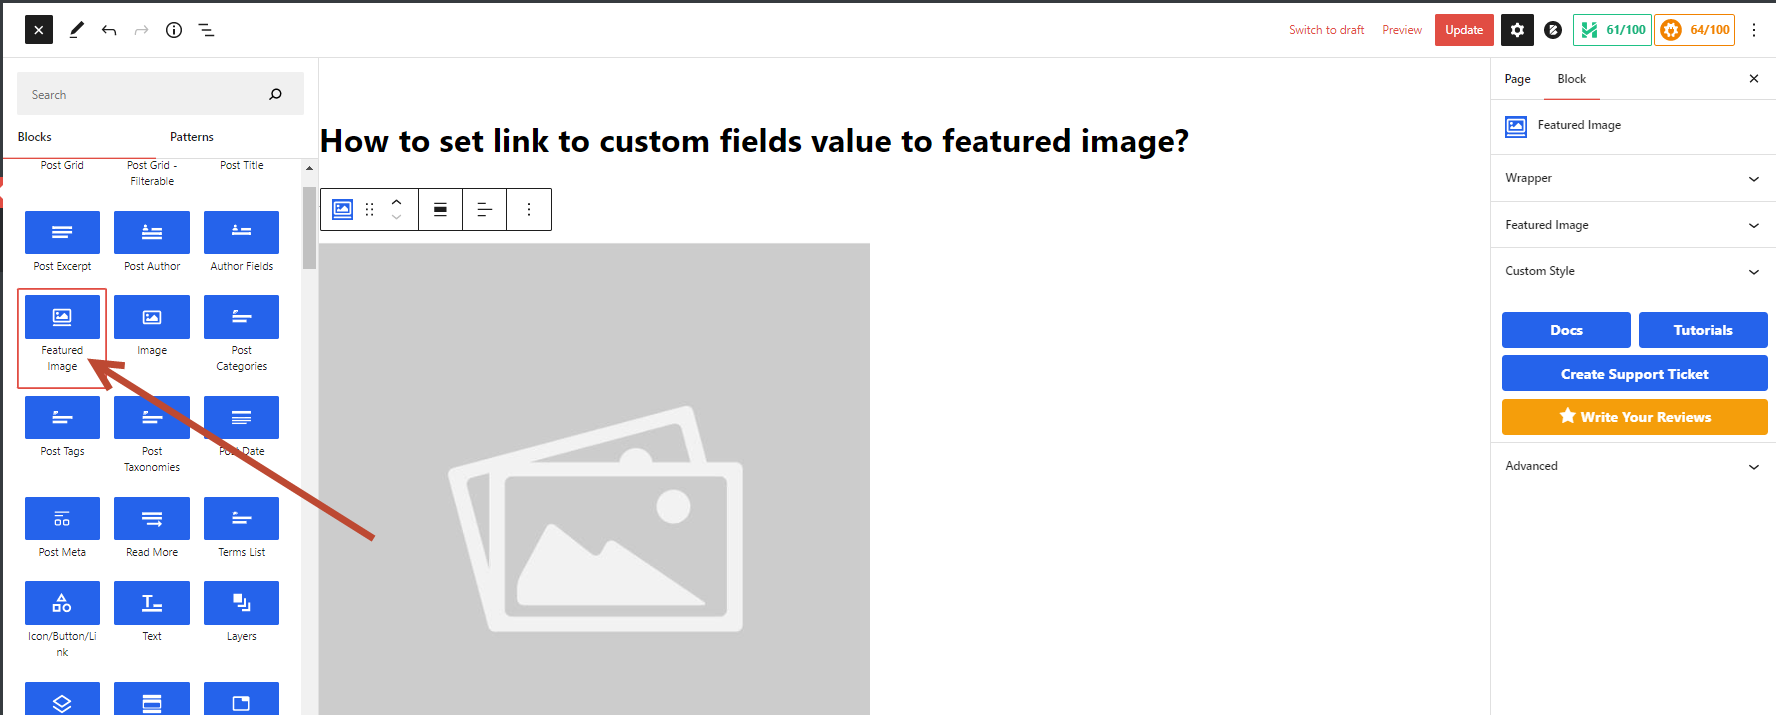 Switch to draft
Preview
Update
61/100
64/100
Search
Blocks
Patterns
Post Grid
Post Grid -
Filterable
Post Title
Post Excerpt
Post Author
Author Fields
Featured
Image
Image
Post
Categories
Post Tags
Post
Taxonomies
Post Date
Post Meta
Read More
Terms List
Icon/Button/Li
nk
Text
Layers
How to set link to custom fields value to featured image?
Page
Block
Featured Image
Wrapper
Featured Image
Custom Style
Docs
Tutorials
Create Support Ticket
Write Your Reviews
Advanced